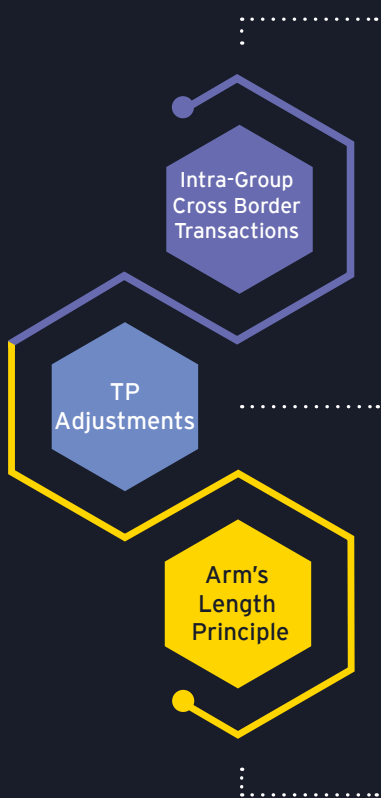 Intra-Group
Cross Border
Transactions
TP
Adjustments
Arm's
Length
Principle